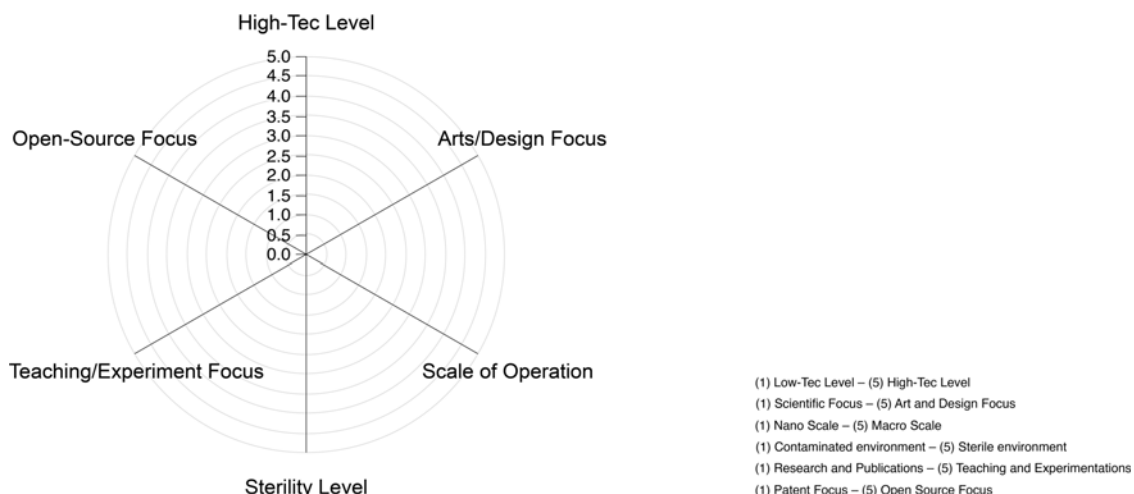 High-Tec Level
5.0
4.5
4.0
3.5
3.0
2.5
2.0
1.5
1.0
0.5
0.0
Open-Source Focus
Arts/Design Focus
Teaching/Experiment Focus
Scale of Operation
Sterility Level
(1) Low-Tec Level – (5) High-Tec Level
(1) Scientific Focus – (5) Art and Design Focus
(1) Nano Scale – (5) Macro Scale
(1) Contaminated environment – (5) Sterile environment
(1) Research and Publications – (5) Teaching and Experimentations
(1) Patent Focus – (5) Open Source Focus